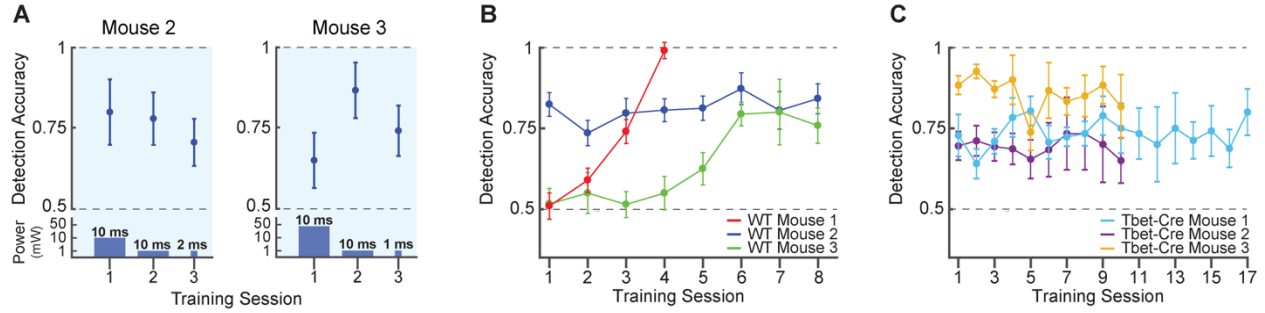 A
Mouse 2
Mouse 3
Detection Accuracy
1
0.75
0.5
1
0.75
0.5
Power
(mW)
50
10
1
10 ms
10 ms
2 ms
50
10
1
10 ms
10 ms
1 ms
1 2 3
1 2 3
Training Session
B
Detection Accuracy
1
0.75
0.5
WT Mouse 1
WT Mouse 2
WT Mouse 3
1 2 3 4 5 6 7 8
Training Session
C
Detection Accuracy
1
0.75
0.5
Tbet-Cre Mouse 1
Tbet-Cre Mouse 2
Tbet-Cre Mouse 3
1 3 5 7 9 11 13 15 17
Training Session